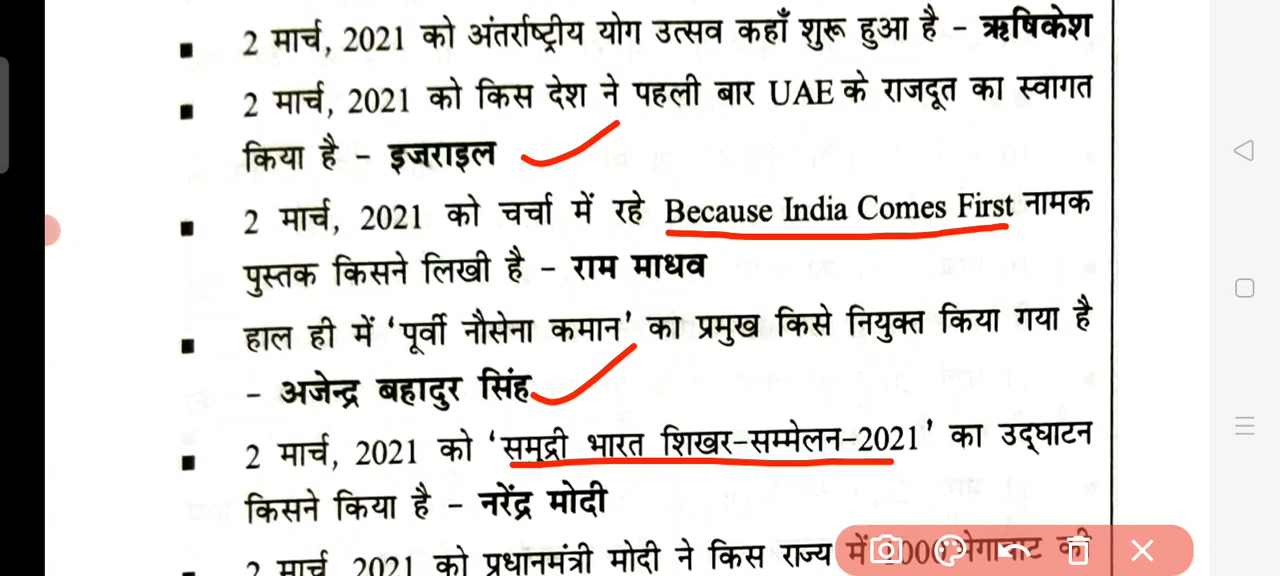 ▪ 2 मार्च, 2021 को अंतर्राष्ट्रीय योग उत्सव कहाँ शुरू हुआ है - ऋषिकेश
▪ 2 मार्च, 2021 को किस देश ने पहली बार UAE के राजदूत का स्वागत
किया है - इजराइल
▪ 2 मार्च, 2021 को चर्चा में रहे Because India Comes First नामक
पुस्तक किसने लिखी है - राम माधव
▪ हाल ही में 'पूर्वी नौसेना कमान' का प्रमुख किसे नियुक्त किया गया है
- अजेन्द्र बहादुर सिंह
▪ 2 मार्च, 2021 को 'समुद्री भारत शिखर-सम्मेलन-2021' का उद्घाटन
किसने किया है - नरेंद्र मोदी
▪ 2 मार्च, 2021 को प्रधानमंत्री मोदी ने किस राज्य में 1000 मेगावाट की